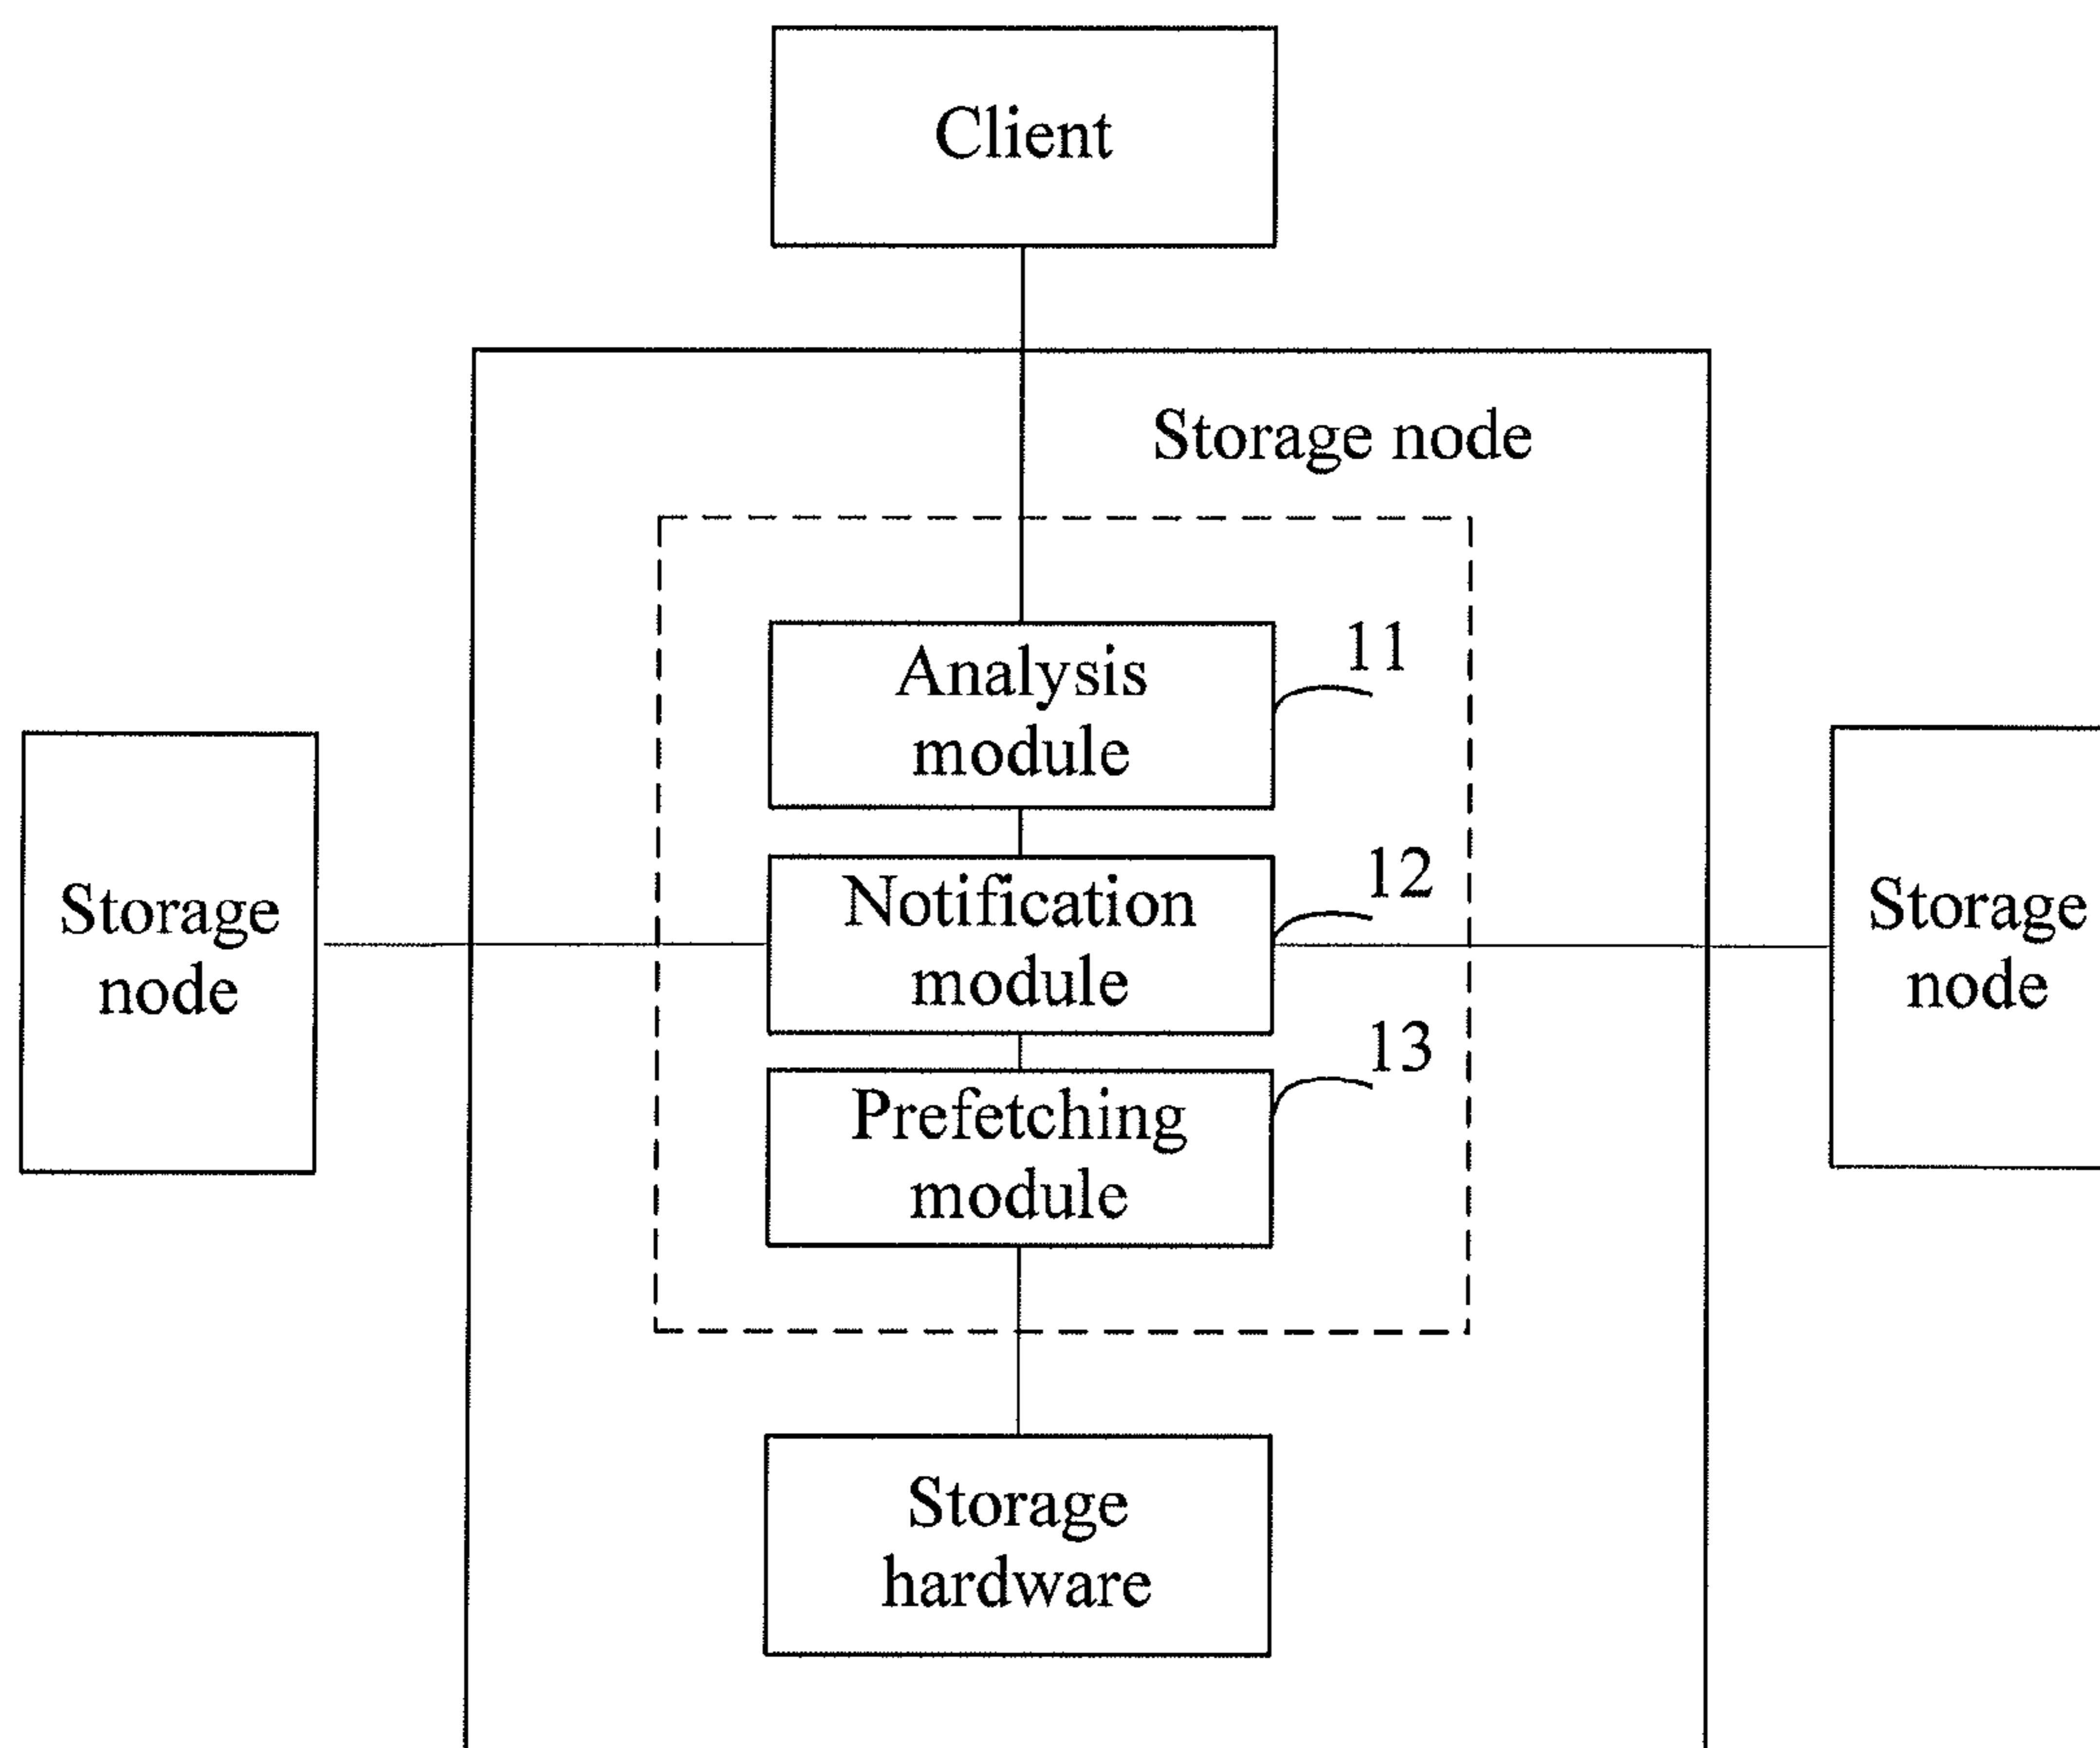 Client
Storage node
Analysis
module
11
Storage
node
Notification
module
12
Storage
node
Prefetching
module
13
Storage
hardware